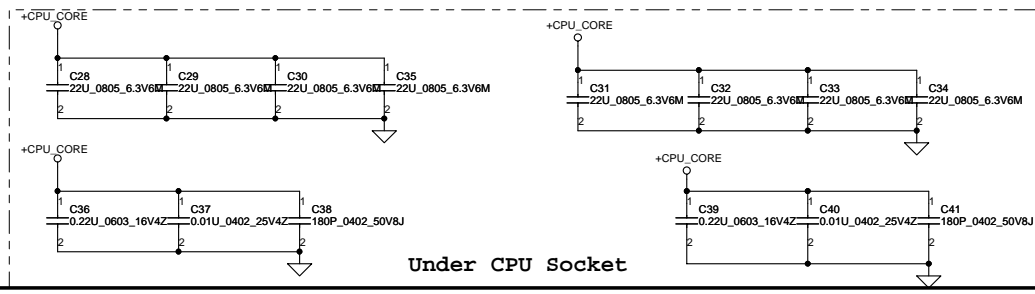 +CPU_CORE
+CPU_CORE
1 1 1 1
C28 C29 C30 C35
22U_0805_6.3V6M 22U_0805_6.3V6M 22U_0805_6.3V6M 22U_0805_6.3V6M
2 2 2 2
1 1 1 1
C31 C32 C33 C34
22U_0805_6.3V6M 22U_0805_6.3V6M 22U_0805_6.3V6M 22U_0805_6.3V6M
2 2 2 2
+CPU_CORE
+CPU_CORE
1 1 1
C36 C37 C38
0.22U_0603_16V4Z 0.01U_0402_25V4Z 180P_0402_50V8J
2 2 2
1 1 1
C39 C40 C41
0.22U_0603_16V4Z 0.01U_0402_25V4Z 180P_0402_50V8J
2 2 2
Under CPU Socket